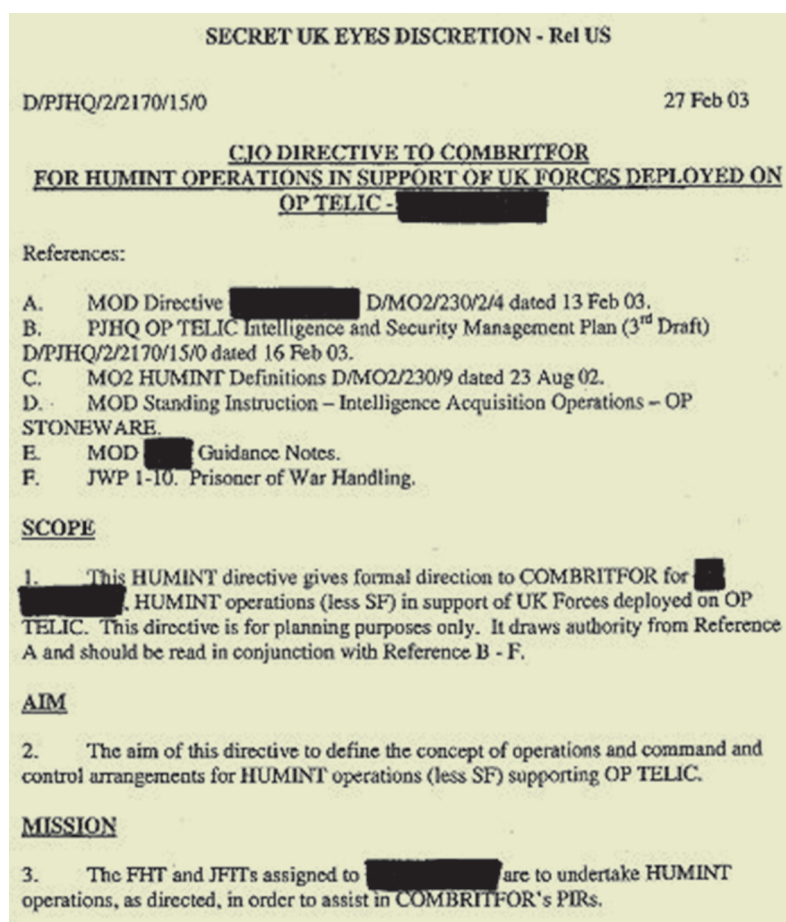 SECRET UK EYES DISCRETION - Rel US
D/PJHQ/2/2170/15/0 27 Feb 03
CJO DIRECTIVE TO COMBRITFOR
FOR HUMINT OPERATIONS IN SUPPORT OF UK FORCES DEPLOYED ON
OP TELIC -
References:
A. MOD Directive D/MO2/230/2/4 dated 13 Feb 03.
B. PJHQ OP TELIC Intelligence and Security Management Plan (3rd Draft)
D/PJHQ/2/2170/15/0 dated 16 Feb 03.
C. MO2 HUMINT Definitions D/MO2/230/9 dated 23 Aug 02.
D. MOD Standing Instruction – Intelligence Acquisition Operations – OP
STONEWARE.
E. MOD Guidance Notes.
F. JWP 1-10. Prisoner of War Handling.
SCOPE
1. This HUMINT directive gives formal direction to COMBRITFOR for
, HUMINT operations (less SF) in support of UK Forces deployed on OP
TELIC. This directive is for planning purposes only. It draws authority from Reference
A and should be read in conjunction with Reference B - F.
AIM
2. The aim of this directive to define the concept of operations and command and
control arrangements for HUMINT operations (less SF) supporting OP TELIC.
MISSION
3. The FHT and JFITs assigned to are to undertake HUMINT
operations, as directed, in order to assist in COMBRITFOR's PIRs.